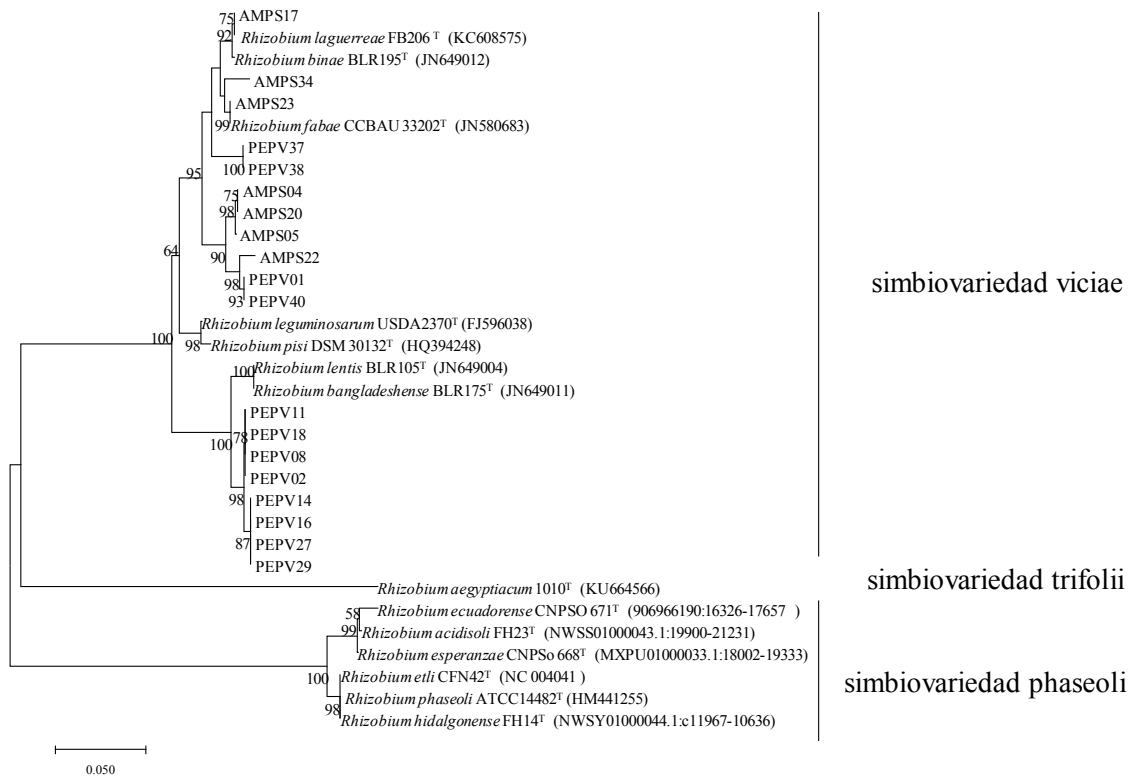 75 AMPS17
92 Rhizobium laguerreae FB206 T (KC608575)
Rhizobium binae BLR195T (JN649012)
AMPS34
AMPS23
99 Rhizobium fabae CCBAU 33202T (JN580683)
PEPV37
100 PEPV38
95
75 AMPS04
98 AMPS20
AMPS05
90 AMPS22
98 PEPV01
93 PEPV40
64
simbiovariedad viciae
Rhizobium leguminosarum USDA2370T (FJ596038)
100
98 Rhizobium pisi DSM 30132T (HQ394248)
100 Rhizobium lentis BLR105T (JN649004)
Rhizobium bangladeshense BLR175T (JN649011)
PEPV11
100 78 PEPV18
PEPV08
PEPV02
98 PEPV14
PEPV16
87 PEPV27
PEPV29
simbiovariedad trifolii
Rhizobium aegyptiacum 1010T (KU664566)
58 Rhizobium ecuadorense CNPSO 671T (906966190:16326-17657 )
99 Rhizobium acidisoli FH23T (NWSS01000043.1:19900-21231)
Rhizobium esperanzae CNPSo 668T (MXPU01000033.1:18002-19333)
100 Rhizobium etli CFN42T (NC 004041 )
simbiovariedad phaseoli
Rhizobium phaseoli ATCC14482T (HM441255)
98 Rhizobium hidalgonense FH14T (NWSY01000044.1:c11967-10636)
0.050